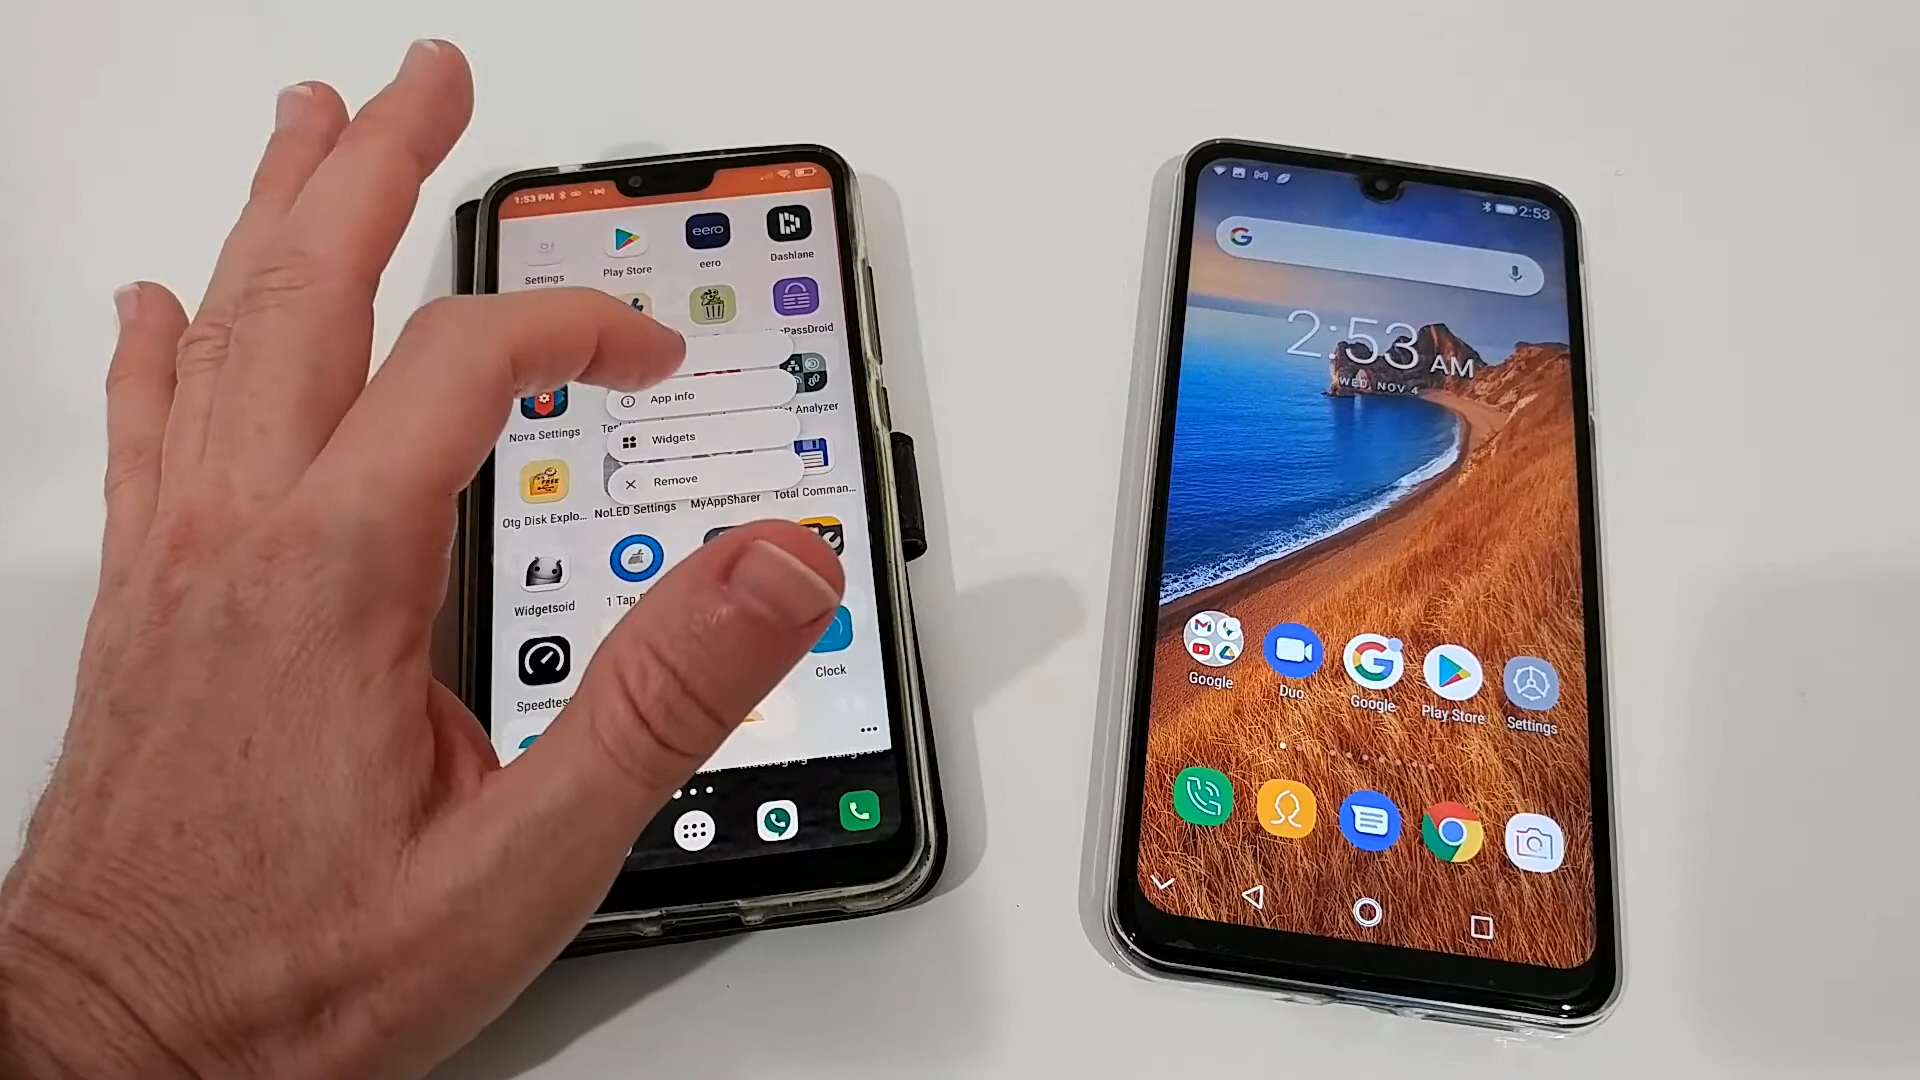 1:53 PM
Settings
Play Store
eero
eero
Dashlane
PassDroid
App info
Nova Settings
Analyzer
Widgets
FREE
Remove
Otg Disk Explo...
NoLED Settings
MyAppSharer
Total Comman...
Widgetsoid
1 Tap
Speedtest
Clock
2:53
G
2:53 AM
WED, NOV 4
Google
Duo
Google
Play Store
Settings